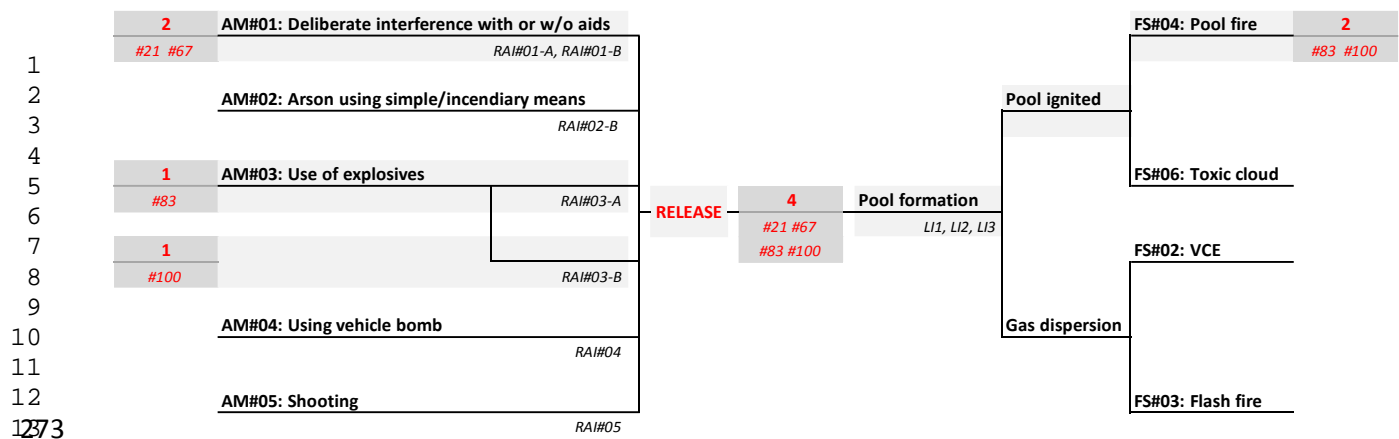 2 AM#01: Deliberate interference with or w/o aids FS#04: Pool fire 2
#21 #67 RAI#01-A, RAI#01-B #83 #100
1
2 AM#02: Arson using simple/incendiary means Pool ignited
3 RAI#02-B
4
1 AM#03: Use of explosives FS#06: Toxic cloud
5
#83 RAI#03-A RELEASE 4 Pool formation
6
#21 #67 LI1, LI2, LI3
7
1 #83 #100 FS#02: VCE
8 #100 RAI#03-B
9
10 AM#04: Using vehicle bomb Gas dispersion
RAI#04
11
12 AM#05: Shooting FS#03: Flash fire
13
273 RAI#05